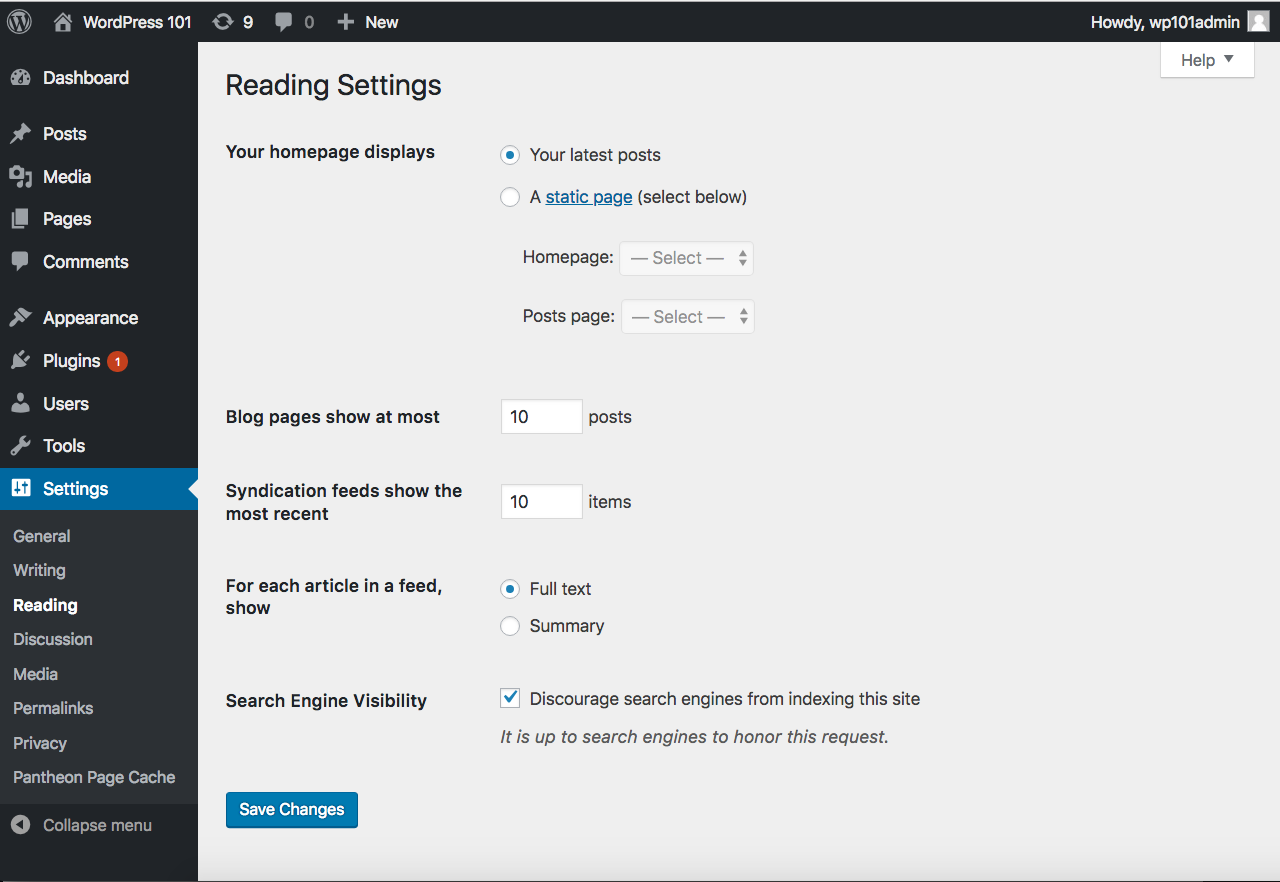 WordPress 101 9 0 New Howdy, wp101admin
Help
Dashboard
Posts
Media
Pages
Comments
Appearance
Plugins 1
Users
Tools
Settings
General
Writing
Reading
Discussion
Media
Permalinks
Privacy
Pantheon Page Cache
Collapse menu
Reading Settings
Your homepage displays
Your latest posts
A static page (select below)
Homepage: — Select —
Posts page: — Select —
Blog pages show at most 10 posts
Syndication feeds show the
most recent
10 items
For each article in a feed,
show
Full text
Summary
Search Engine Visibility
Discourage search engines from indexing this site
It is up to search engines to honor this request.
Save Changes